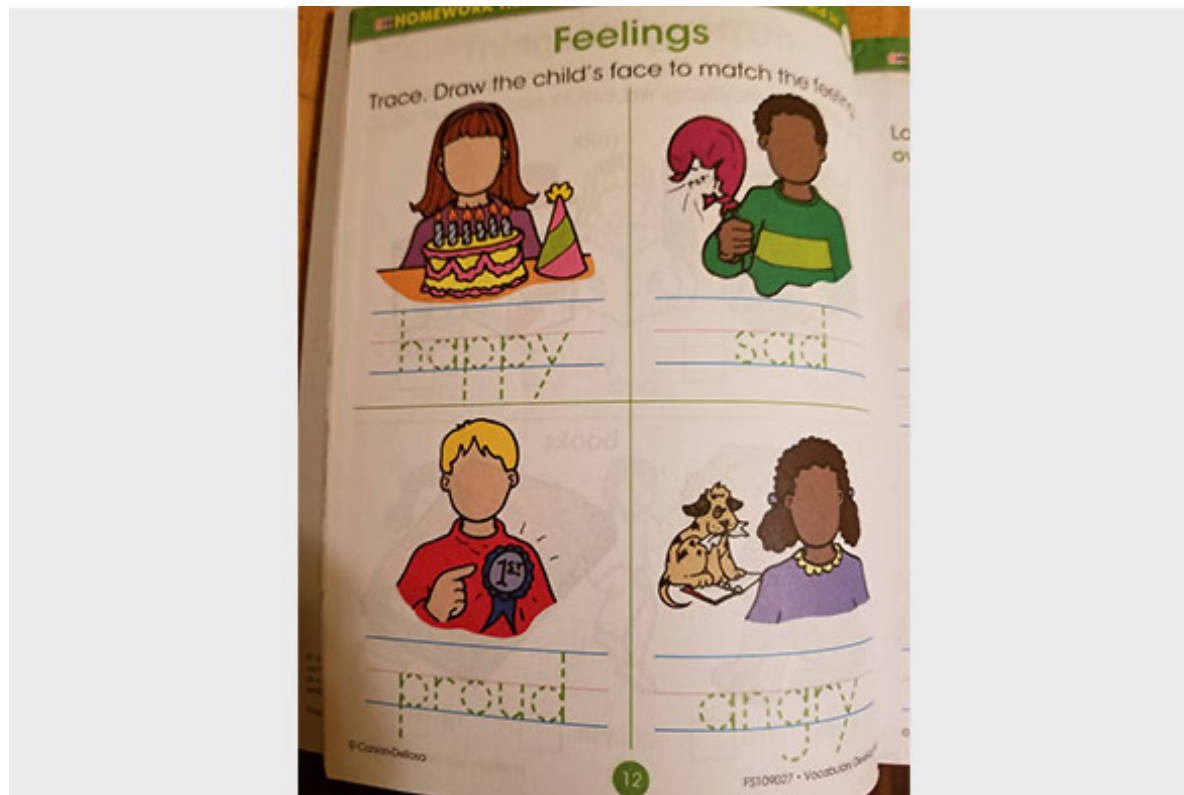 HOMEWORK
Feelings
Trace. Draw the child's face to match the feeling
happy
sad
1ST
proud
angry
© Carson-Dellosa
12
FS109027 • Vocabulary